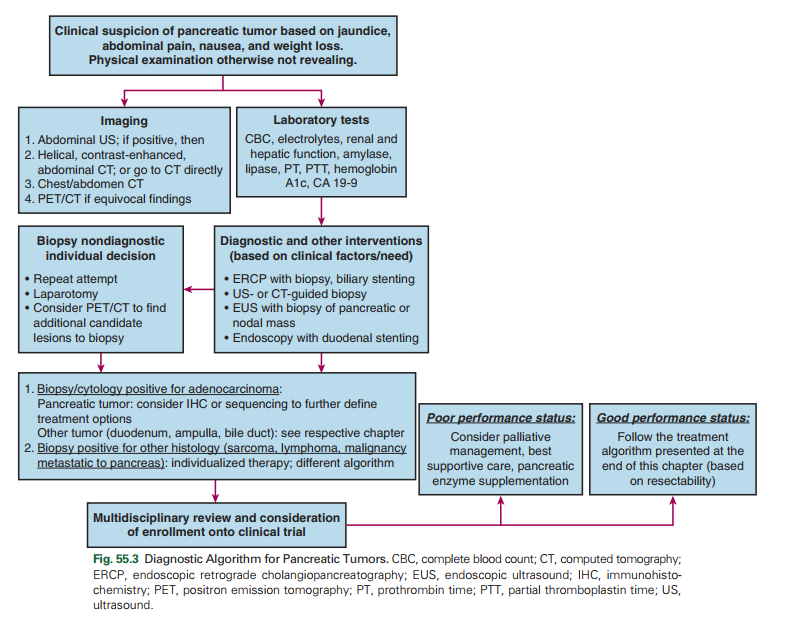 Clinical suspicion of pancreatic tumor based on jaundice,
abdominal pain, nausea, and weight loss.
Physical examination otherwise not revealing.
Imaging
1. Abdominal US; if positive, then
2. Helical, contrast-enhanced,
abdominal CT; or go to CT directly
3. Chest/abdomen CT
4. PET/CT if equivocal findings
Laboratory tests
CBC, electrolytes, renal and
hepatic function, amylase,
lipase, PT, PTT, hemoglobin
A1c, CA 19-9
Biopsy nondiagnostic
individual decision
• Repeat attempt
• Laparotomy
• Consider PET/CT to find
additional candidate
lesions to biopsy
Diagnostic and other interventions
(based on clinical factors/need)
• ERCP with biopsy, biliary stenting
• US- or CT-guided biopsy
• EUS with biopsy of pancreatic or
nodal mass
• Endoscopy with duodenal stenting
1. Biopsy/cytology positive for adenocarcinoma:
Pancreatic tumor: consider IHC or sequencing to further define
treatment options
Other tumor (duodenum, ampulla, bile duct): see respective chapter
2. Biopsy positive for other histology (sarcoma, lymphoma, malignancy
metastatic to pancreas): individualized therapy; different algorithm
Poor performance status:
Consider palliative
management, best
supportive care, pancreatic
enzyme supplementation
Good performance status:
Follow the treatment
algorithm presented at the
end of this chapter (based
on resectability)
Multidisciplinary review and consideration
of enrollment onto clinical trial
Fig. 55.3 Diagnostic Algorithm for Pancreatic Tumors. CBC, complete blood count; CT, computed tomography;
ERCP, endoscopic retrograde cholangiopancreatography; EUS, endoscopic ultrasound; IHC, immunohisto-
chemistry; PET, positron emission tomography; PT, prothrombin time; PTT, partial thromboplastin time; US,
ultrasound.